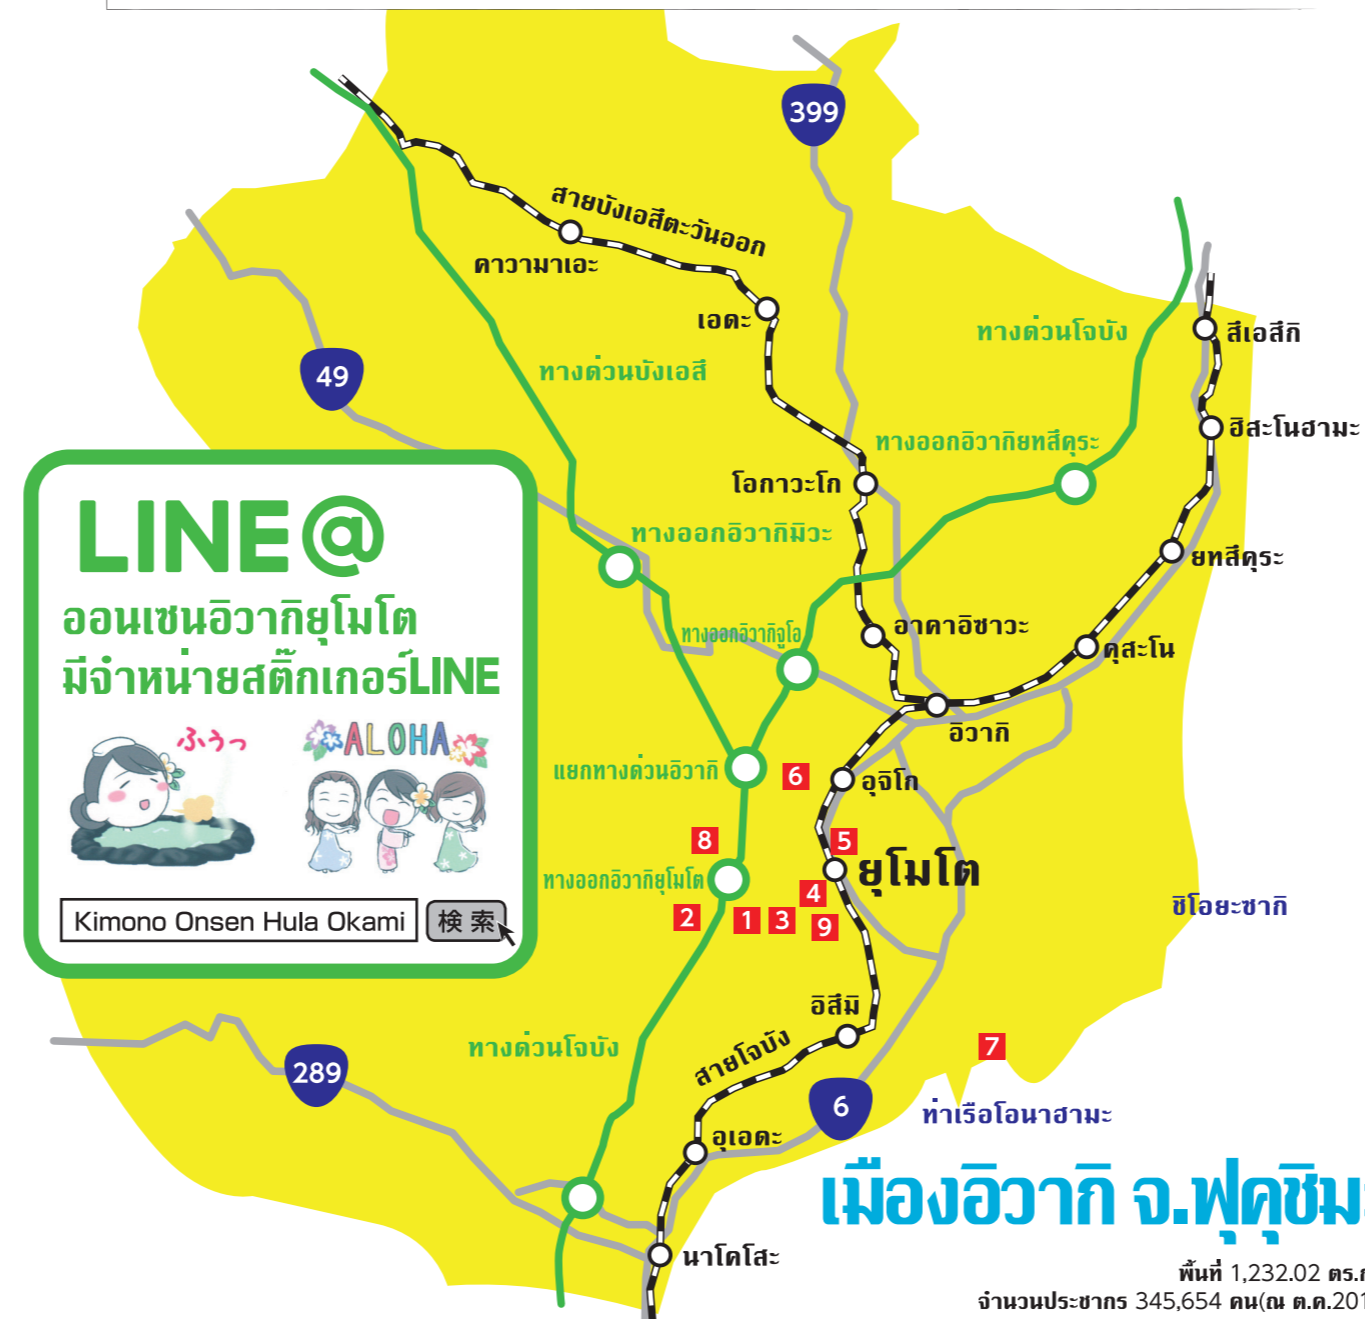 399
สายบังเอสึตะวันออก
คาวามาเอะ
เอดะ
ทางด่วนโจบัง
สึเอสึกิ
49
ทางด่วนบังเอสึ
ฮิสะโนฮามะ
ทางออกอิวากิยทสึคุระ
โอกาวะโก
LINE@
ออนเซนอิวากิยุโมโต
มีจำหน่ายสติ๊กเกอร์LINE
ふうっ
ALOHA
Kimono Onsen Hula Okami
検索
ทางออกอิวากิมิวะ
ยทสึคุระ
ทางออกอิวากิจูโอ
อาคาอิซาวะ
คุสะโน
อิวากิ
แยกทางด่วนอิวากิ
6
อุจิโก
8
5
ยุโมโต
ทางออกอิวากิยุโมโต
4
2
1
3
9
ชิโอยะซากิ
อิสึมิ
ทางด่วนโจบัง
สายโจบัง
7
289
6
ท่าเรือโอนาฮามะ
อุเอดะ
เมืองอิวากิ จ.ฟุคุชิมะ
นาโคโสะ
พื้นที่ 1,232.02 ตร.ก
จำนวนประชากร 345,654 คน(ณ ต.ค.201